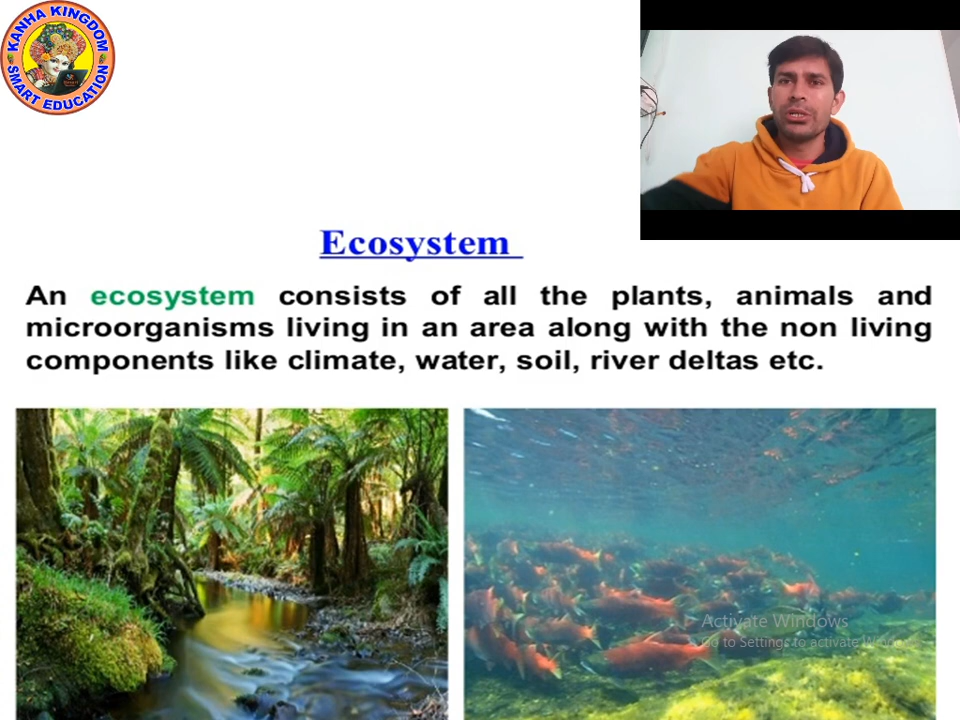 KANHA KINGDOM
SMART EDUCATION
Ecosystem
An ecosystem consists of all the plants, animals and
microorganisms living in an area along with the non living
components like climate, water, soil, river deltas etc.
Activate Windows
Go to Settings to activate Windows.